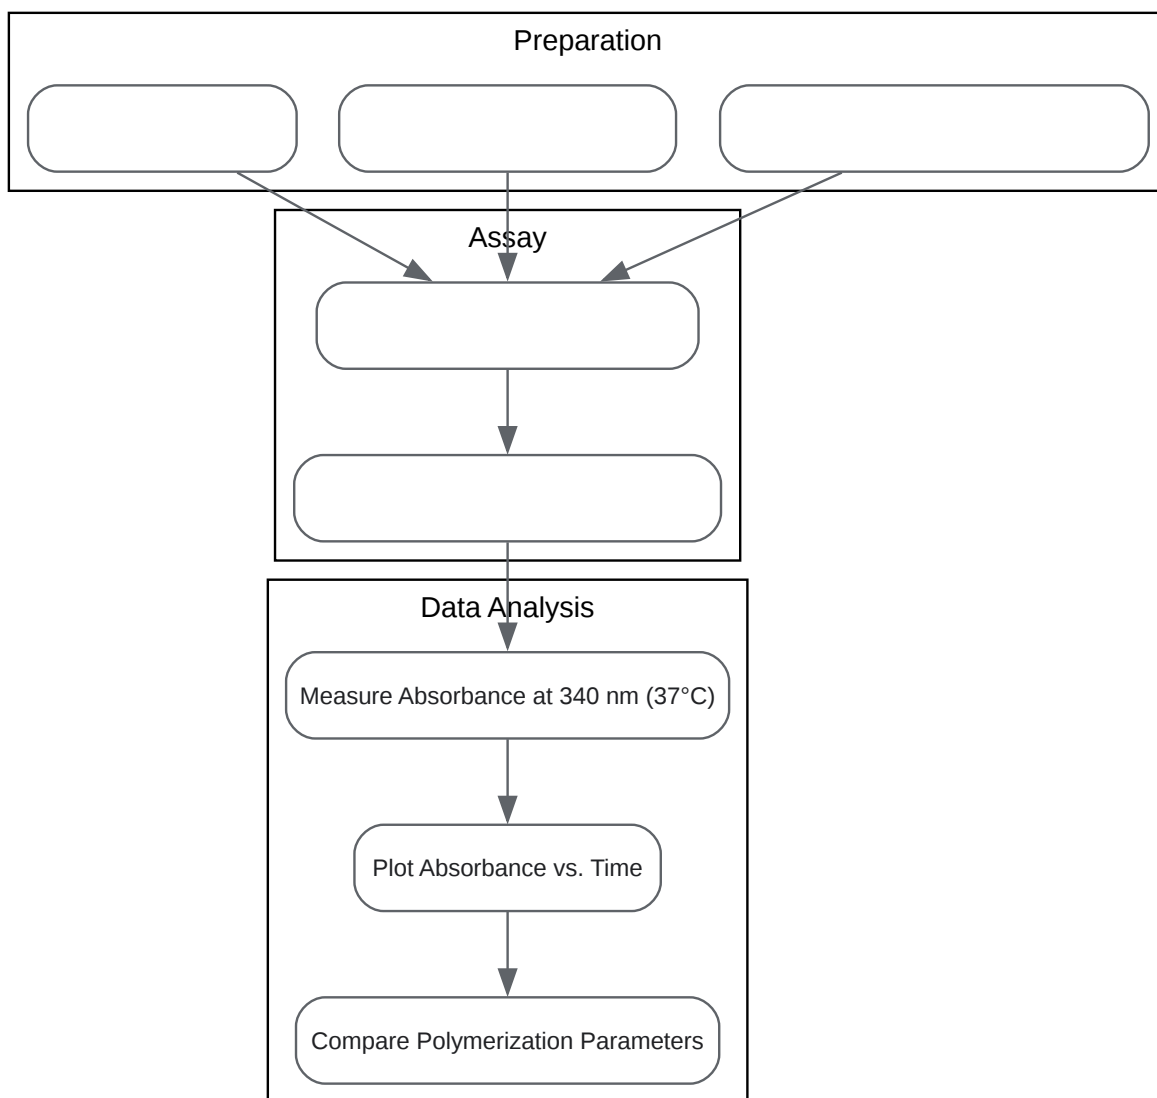 Preparation
Assay
Data Analysis
Measure Absorbance at 340 nm (37°C)
Plot Absorbance vs. Time
Compare Polymerization Parameters